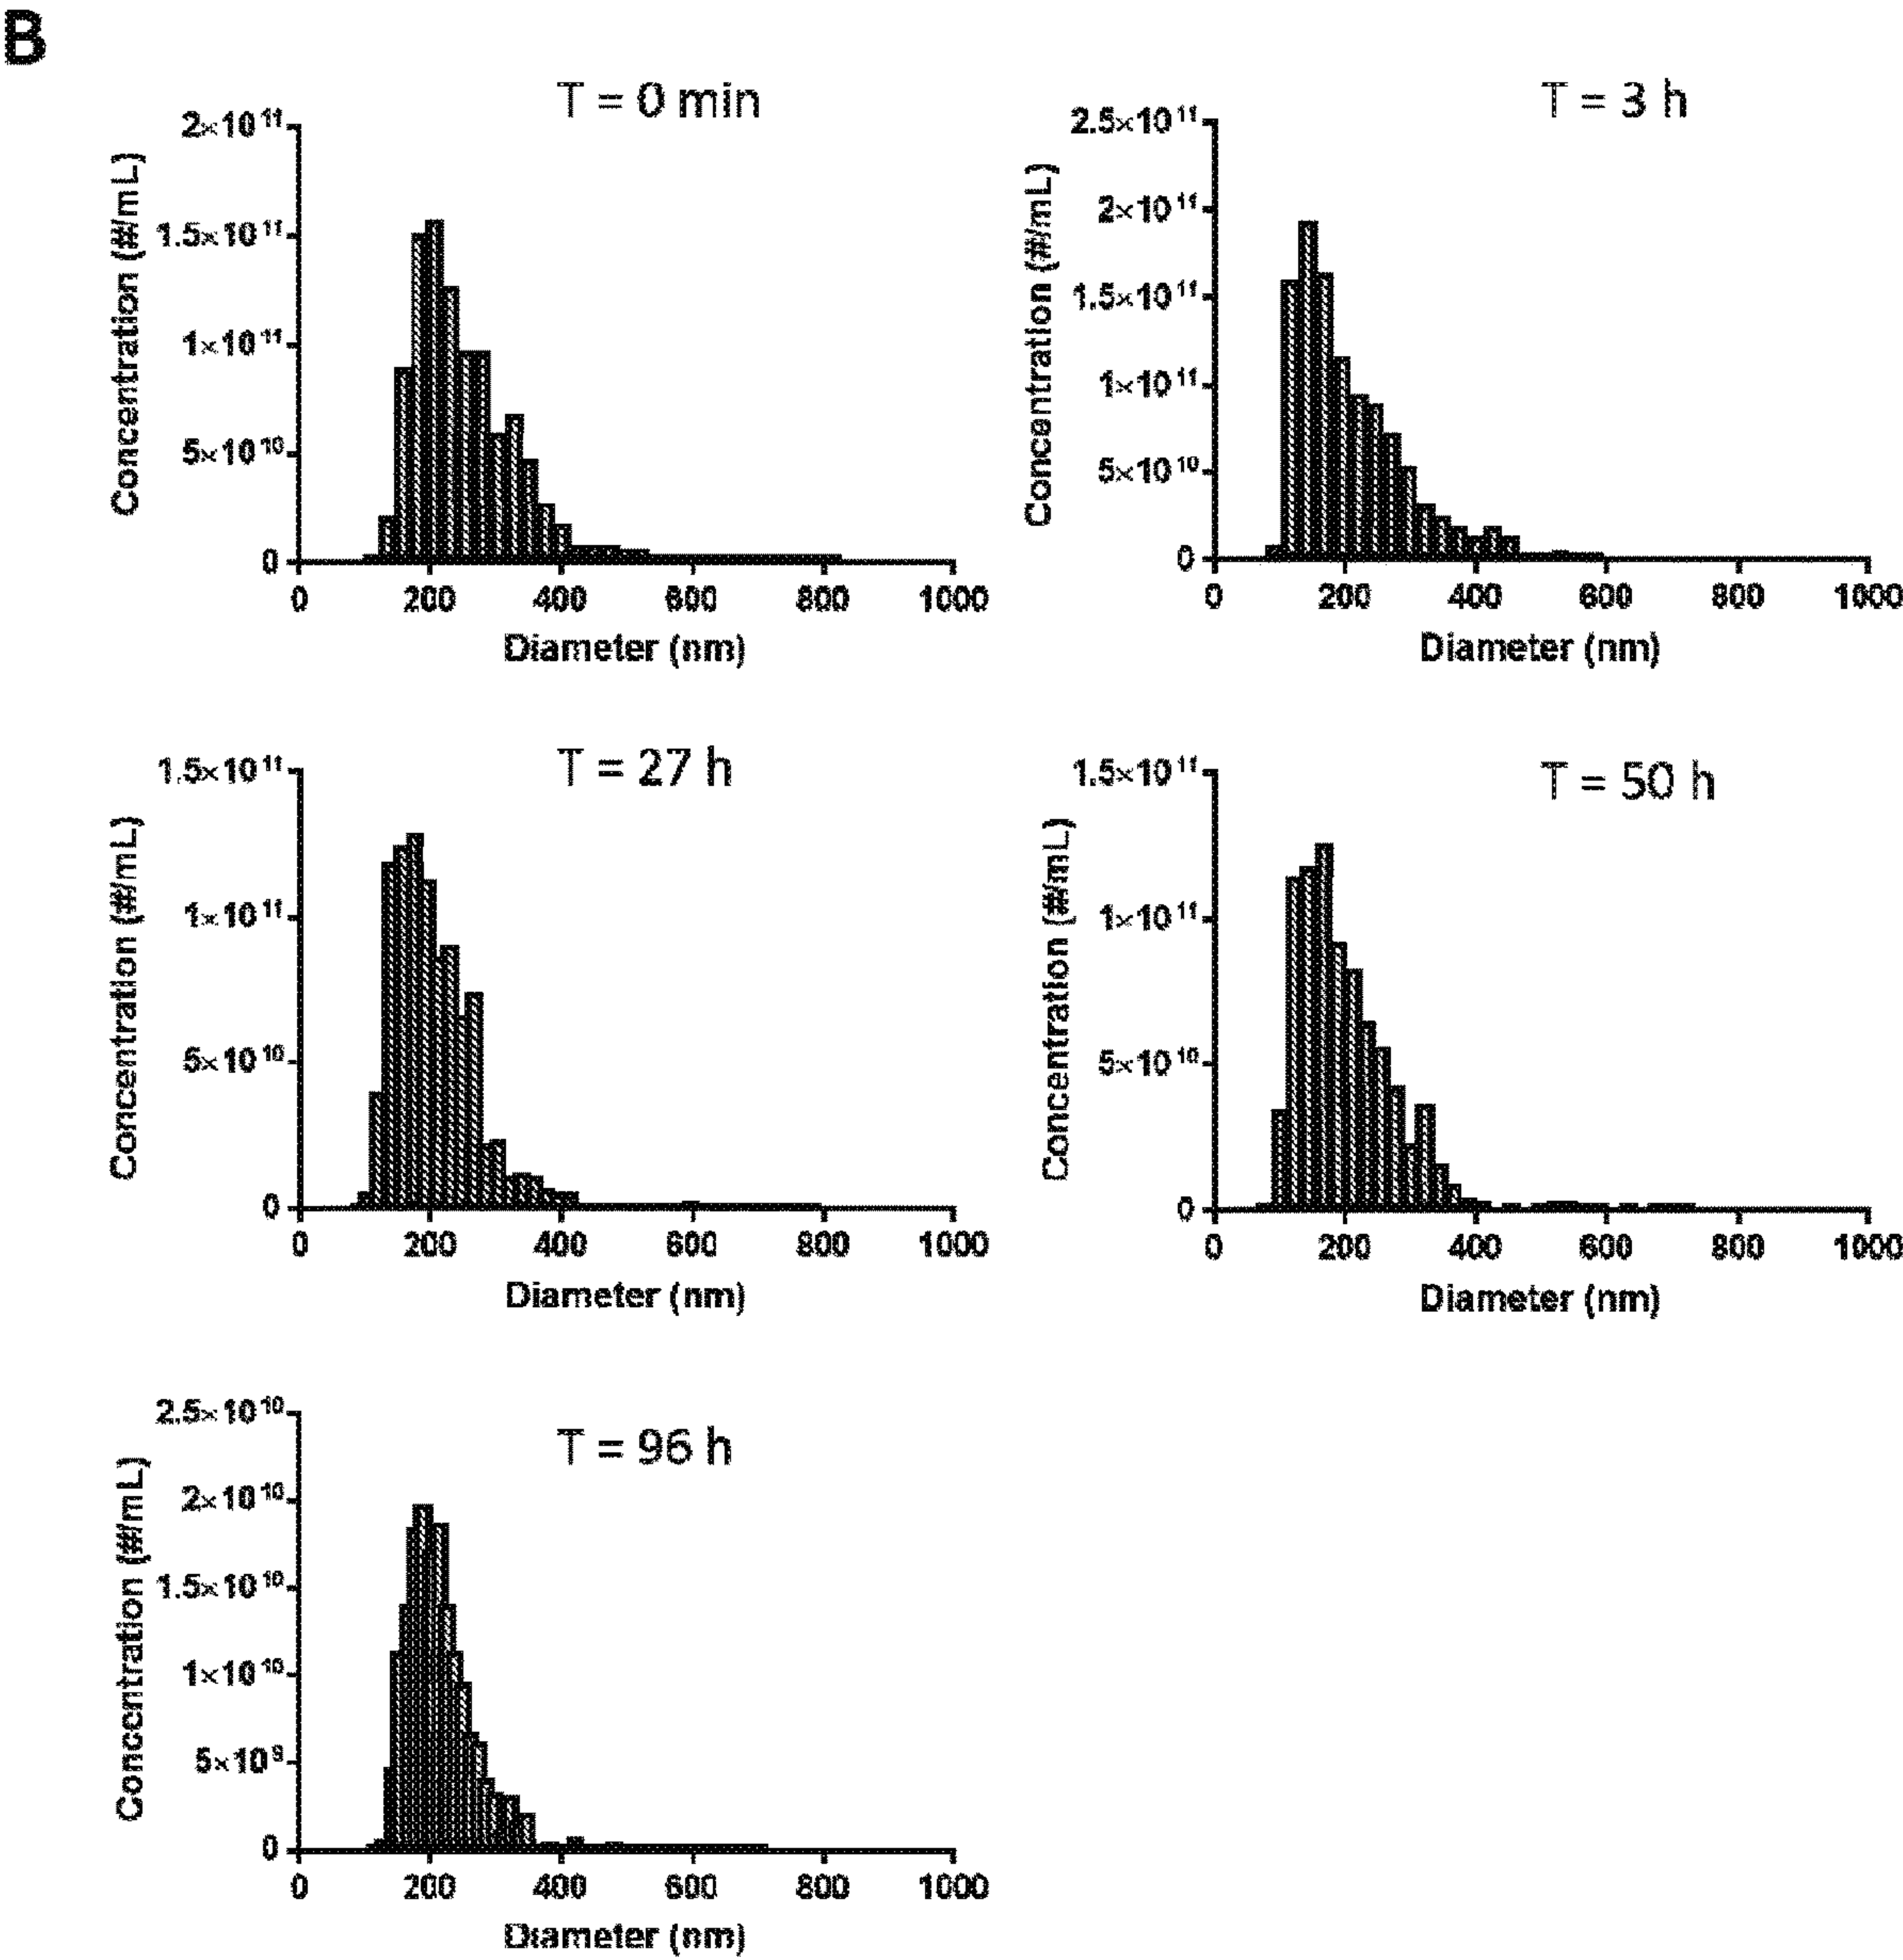 B
T = 0 min
2×10¹¹
1.5×10¹¹
1×10¹¹
5×10¹⁰
0
Concentration (#/mL)
0 200 400 600 800 1000
Diameter (nm)
T = 3 h
2.5×10¹¹
2×10¹¹
1.5×10¹¹
1×10¹¹
5×10¹⁰
0
Concentration (#/mL)
0 200 400 600 800 1000
Diameter (nm)
T = 27 h
1.5×10¹¹
1×10¹¹
5×10¹⁰
0
Concentration (#/mL)
0 200 400 600 800 1000
Diameter (nm)
T = 50 h
1.5×10¹¹
1×10¹¹
5×10¹⁰
0
Concentration (#/mL)
0 200 400 600 800 1000
Diameter (nm)
T = 96 h
2.5×10¹⁰
2×10¹⁰
1.5×10¹⁰
1×10¹⁰
5×10⁹
0
Concentration (#/mL)
0 200 400 600 800 1000
Diameter (nm)